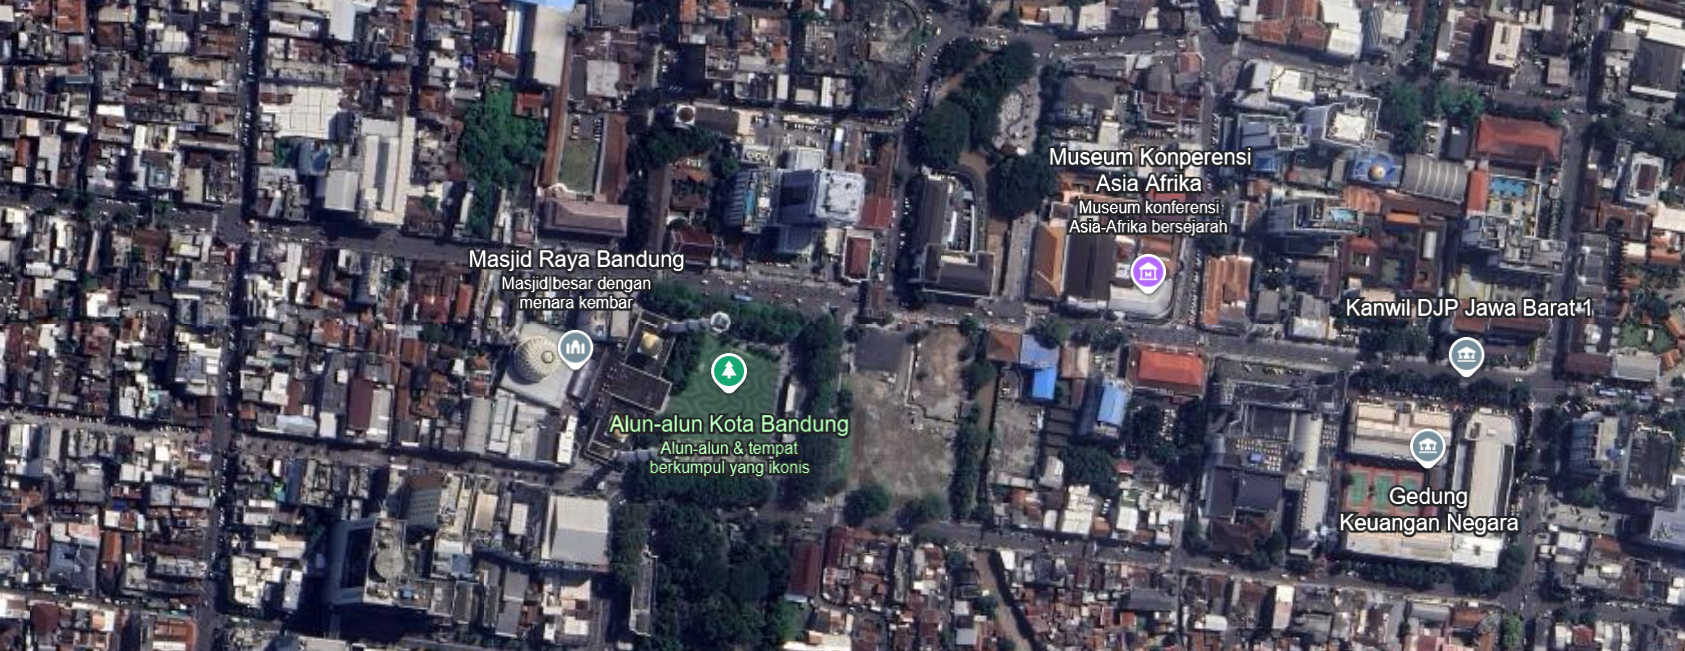 Museum Konperensi
Asia Afrika
Museum konferensi
Asia-Afrika bersejarah
Masjid Raya Bandung
Masjid besar dengan
menara kembar
Kanwil DJP Jawa Barat 1
Alun-alun Kota Bandung
Alun-alun & tempat
berkumpul yang ikonis
Gedung
Keuangan Negara